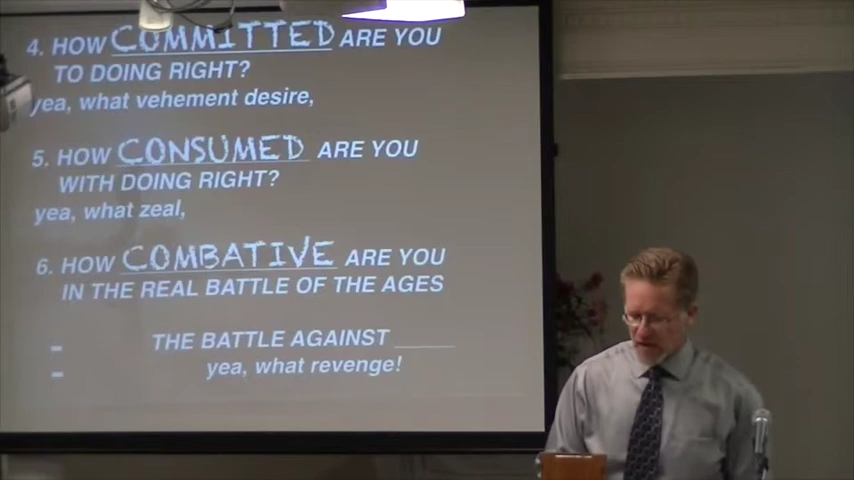 4. HOW COMMITTED ARE YOU
TO DOING RIGHT?
yea, what vehement desire,
5. HOW CONSUMED ARE YOU
WITH DOING RIGHT?
yea, what zeal,
6. HOW COMBATIVE ARE YOU
IN THE REAL BATTLE OF THE AGES
THE BATTLE AGAINST ______
yea, what revenge!